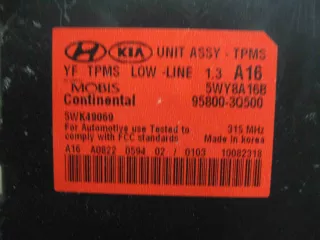 HYUNDAI KIA UNIT ASSY - TPMS
YF TPMS LOW -LINE 1.3 A16
MOBIS 5WY8A16B
Continental 95800-3Q500
5WK49069
For Automotive use Tested to 315 MHz
comply with FCC standards Made in korea
A16 A0822 0594 02 / 0103 10082318